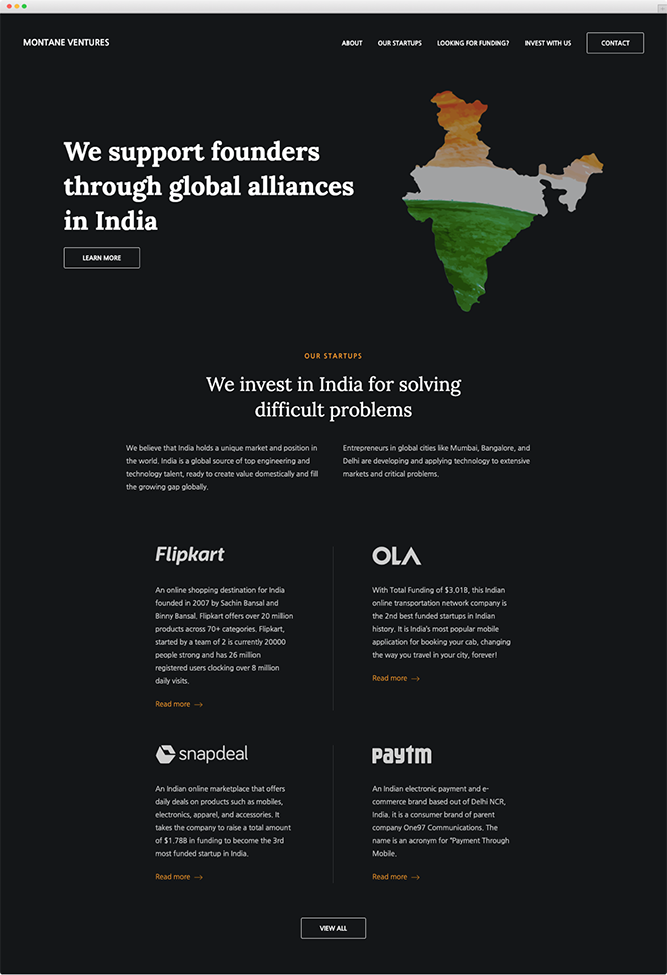 MONTANE VENTURES
ABOUT
OUR STARTUPS
LOOKING FOR FUNDING?
INVEST WITH US
CONTACT
We support founders
through global alliances
in India
LEARN MORE
OUR STARTUPS
We invest in India for solving
difficult problems
We believe that India holds a unique market and position in
the world. India is a global source of top engineering and
technology talent, ready to create value domestically and fill
the growing gap globally.
Entrepreneurs in global cities like Mumbai, Bangalore, and
Delhi are developing and applying technology to extensive
markets and critical problems.
Flipkart
An online shopping destination for India
founded in 2007 by Sachin Bansal and
Binny Bansal. Flipkart offers over 20 million
products across 70+ categories. Flipkart,
started by a team of 2 is currently 20000
people strong and has 26 million
registered users clocking over 8 million
daily visits.
Read more →
OLA
With Total Funding of $3.01B, this Indian
online transportation network company is
the 2nd best funded startups in Indian
history. It is India's most popular mobile
application for booking your cab, changing
the way you travel in your city, forever!
Read more →
snapdeal
An Indian online marketplace that offers
daily deals on products such as mobiles,
electronics, apparel, and accessories. It
takes the company to raise a total amount
of $1.78B in funding to become the 3rd
most funded startup in India.
Read more →
paytm
An Indian electronic payment and e-
commerce brand based out of Delhi NCR,
India. it is a consumer brand of parent
company One97 Communications. The
name is an acronym for "Payment Through
Mobile.
Read more →
VIEW ALL